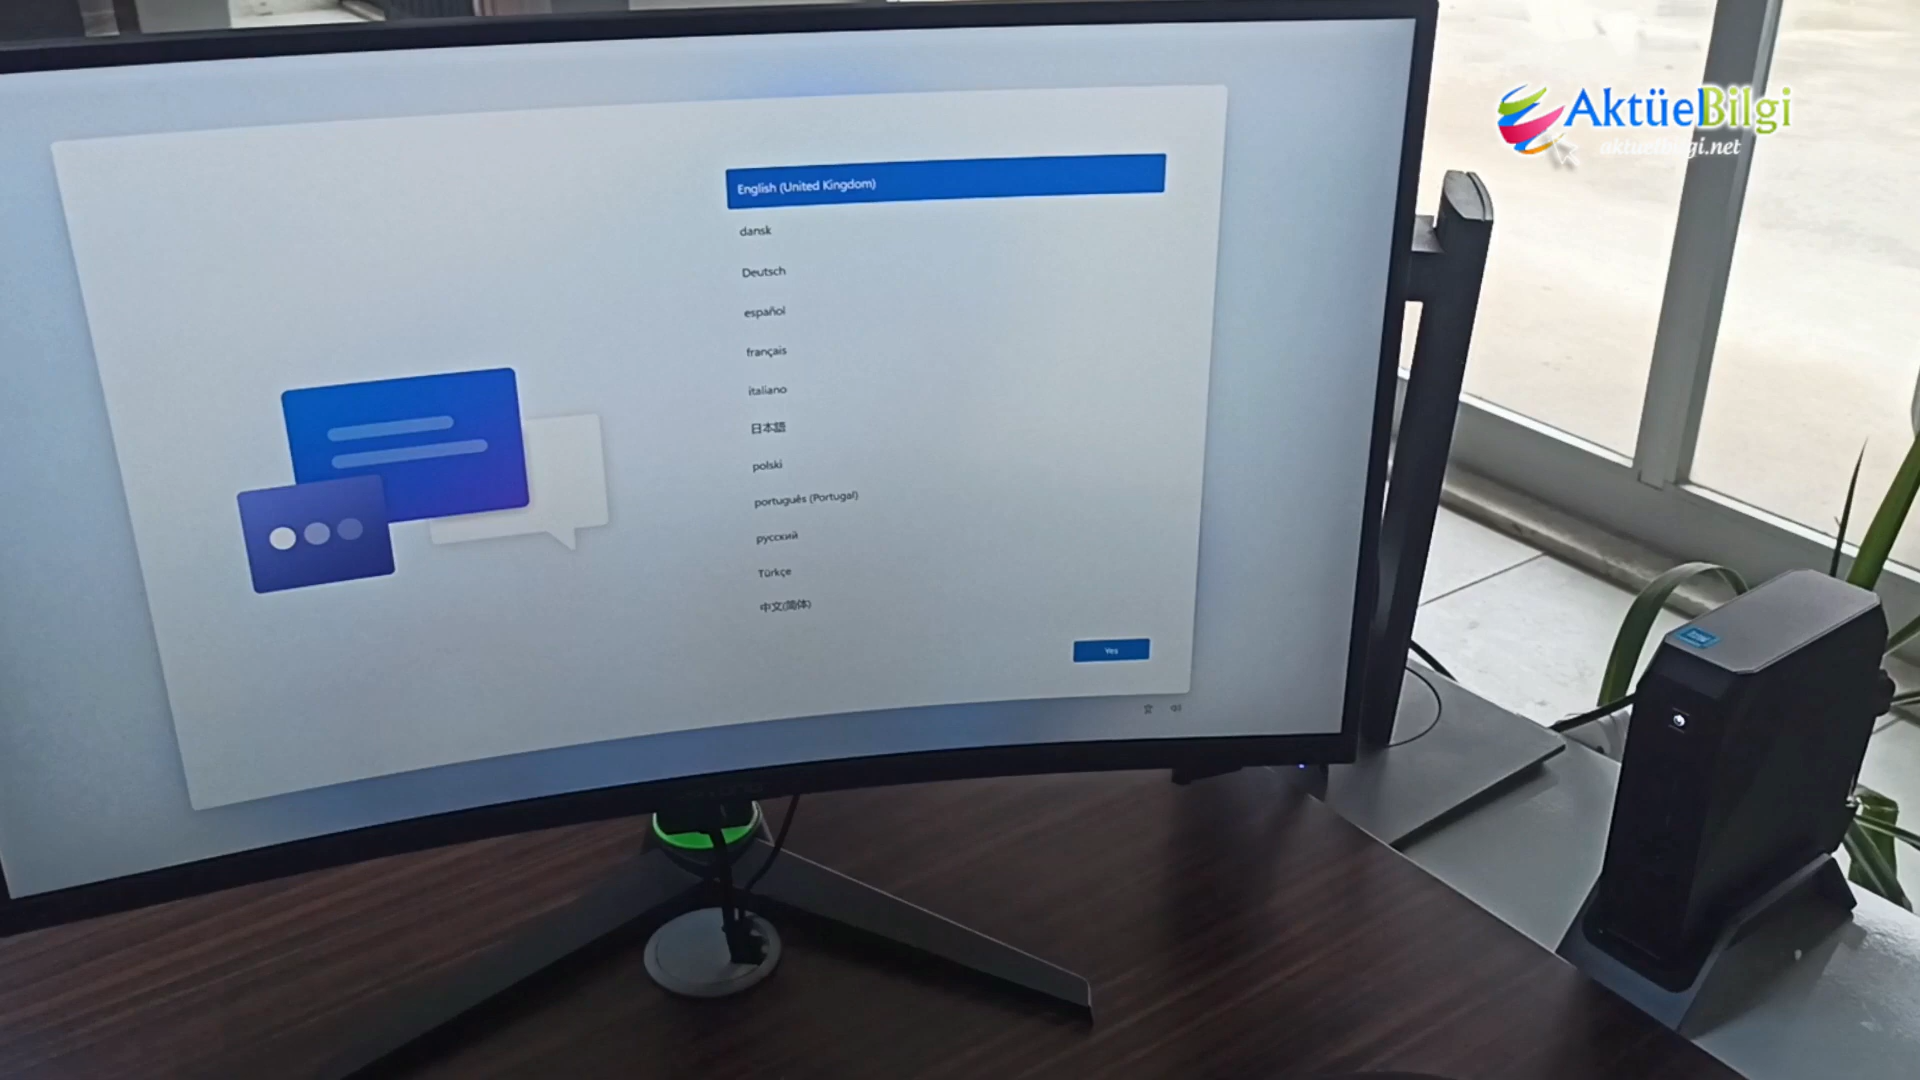 AktüelBilgi
aktuelbilgi.net
English (United Kingdom)
dansk
Deutsch
español
français
italiano
日本語
polski
português (Portugal)
русский
Türkçe
中文(简体)
Yes